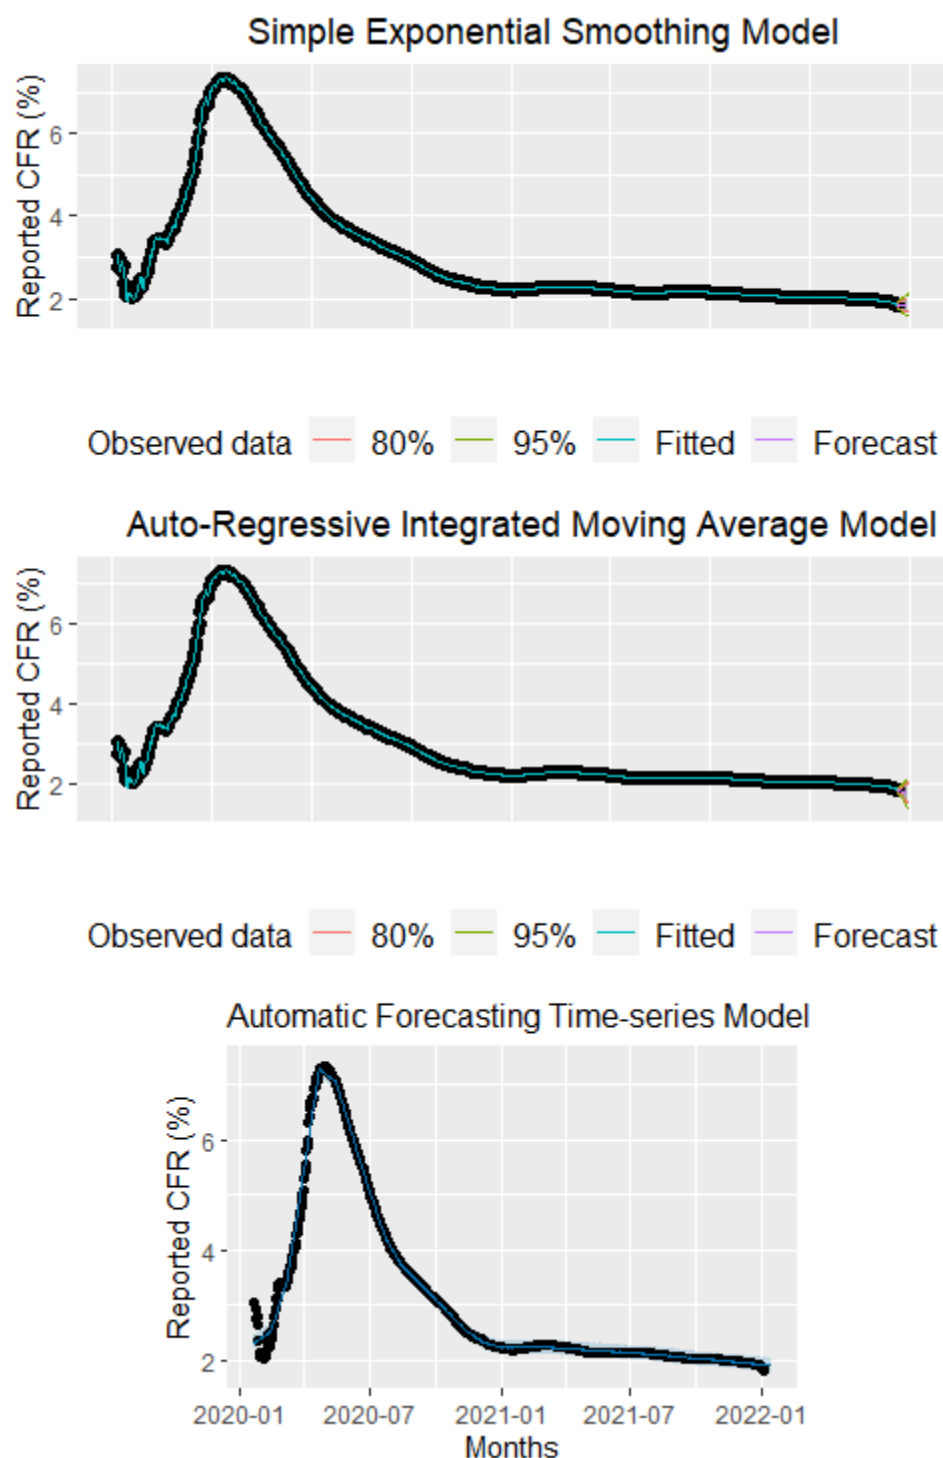 Simple Exponential Smoothing Model
Reported CFR (%)
6
4
2
Observed data 80% 95% Fitted Forecast
Auto-Regressive Integrated Moving Average Model
Reported CFR (%)
6
4
2
Observed data 80% 95% Fitted Forecast
Automatic Forecasting Time-series Model
Reported CFR (%)
6
4
2
2020-01 2020-07 2021-01 2021-07 2022-01
Months